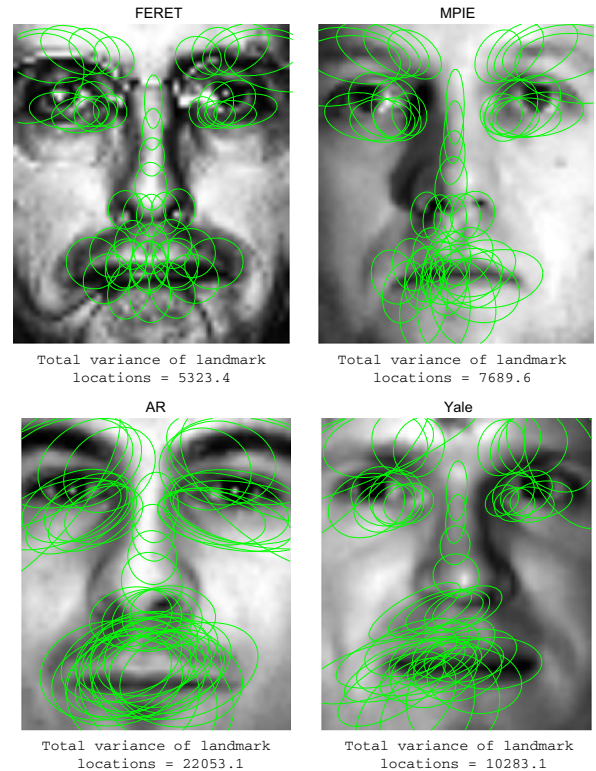 FERET
MPIE
Total variance of landmark
locations = 5323.4
Total variance of landmark
locations = 7689.6
AR
Yale
Total variance of landmark
locations = 22053.1
Total variance of landmark
locations = 10283.1